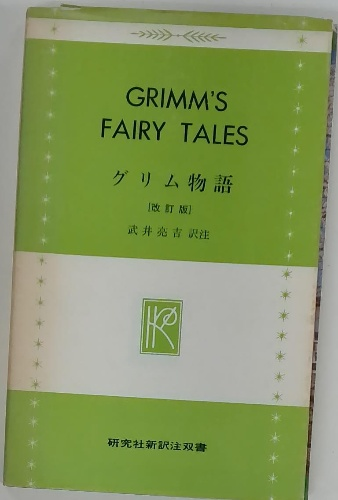 GRIMM'S
FAIRY TALES
グリム物語
[改訂版]
武井亮吉 訳注
研究社新訳注双書